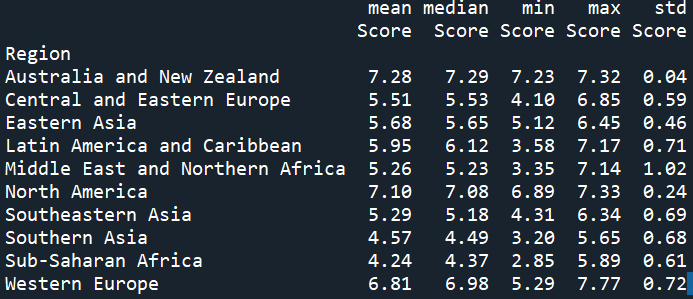 mean median min max std
Score Score Score Score Score
Region
Australia and New Zealand 7.28 7.29 7.23 7.32 0.04
Central and Eastern Europe 5.51 5.53 4.10 6.85 0.59
Eastern Asia 5.68 5.65 5.12 6.45 0.46
Latin America and Caribbean 5.95 6.12 3.58 7.17 0.71
Middle East and Northern Africa 5.26 5.23 3.35 7.14 1.02
North America 7.10 7.08 6.89 7.33 0.24
Southeastern Asia 5.29 5.18 4.31 6.34 0.69
Southern Asia 4.57 4.49 3.20 5.65 0.68
Sub-Saharan Africa 4.24 4.37 2.85 5.89 0.61
Western Europe 6.81 6.98 5.29 7.77 0.72